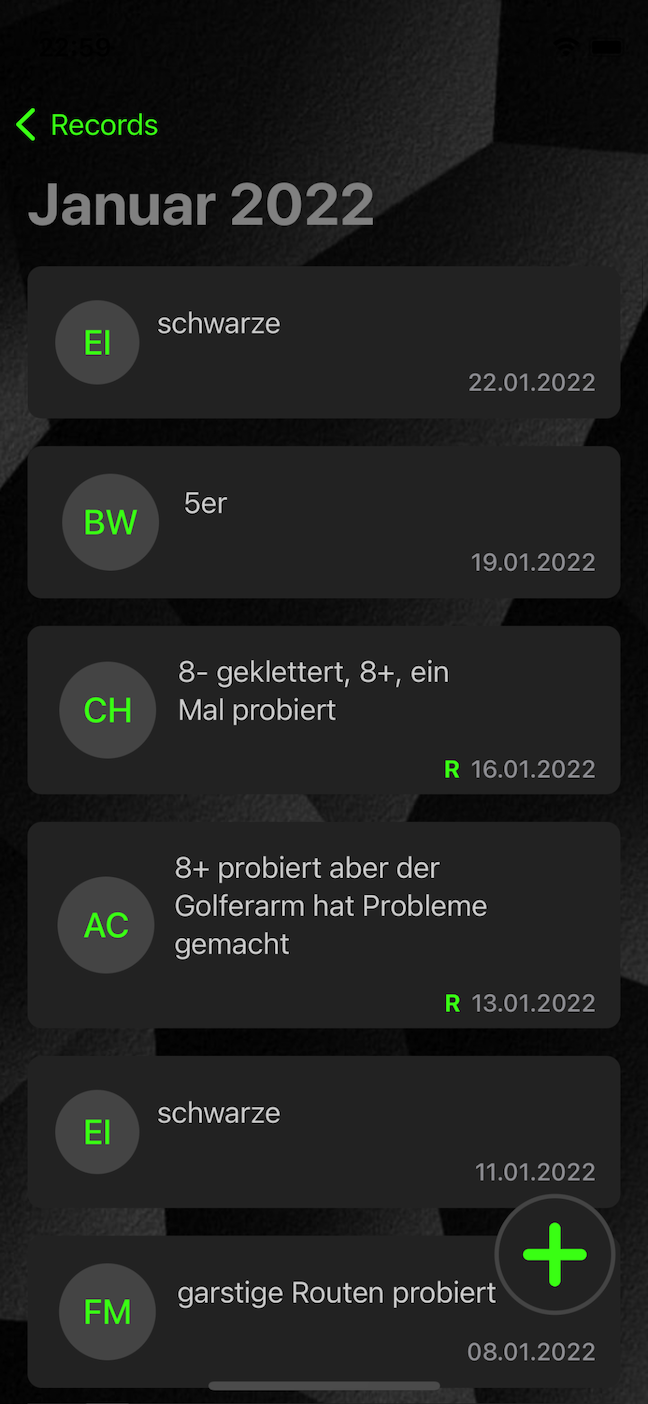 Records
Januar 2022
EI
schwarze
22.01.2022
BW
5er
19.01.2022
CH
8- geklettert, 8+, ein
Mal probiert
R 16.01.2022
AC
8+ probiert aber der
Golferarm hat Probleme
gemacht
R 13.01.2022
EI
schwarze
11.01.2022
FM
garstige Routen probiert
08.01.2022